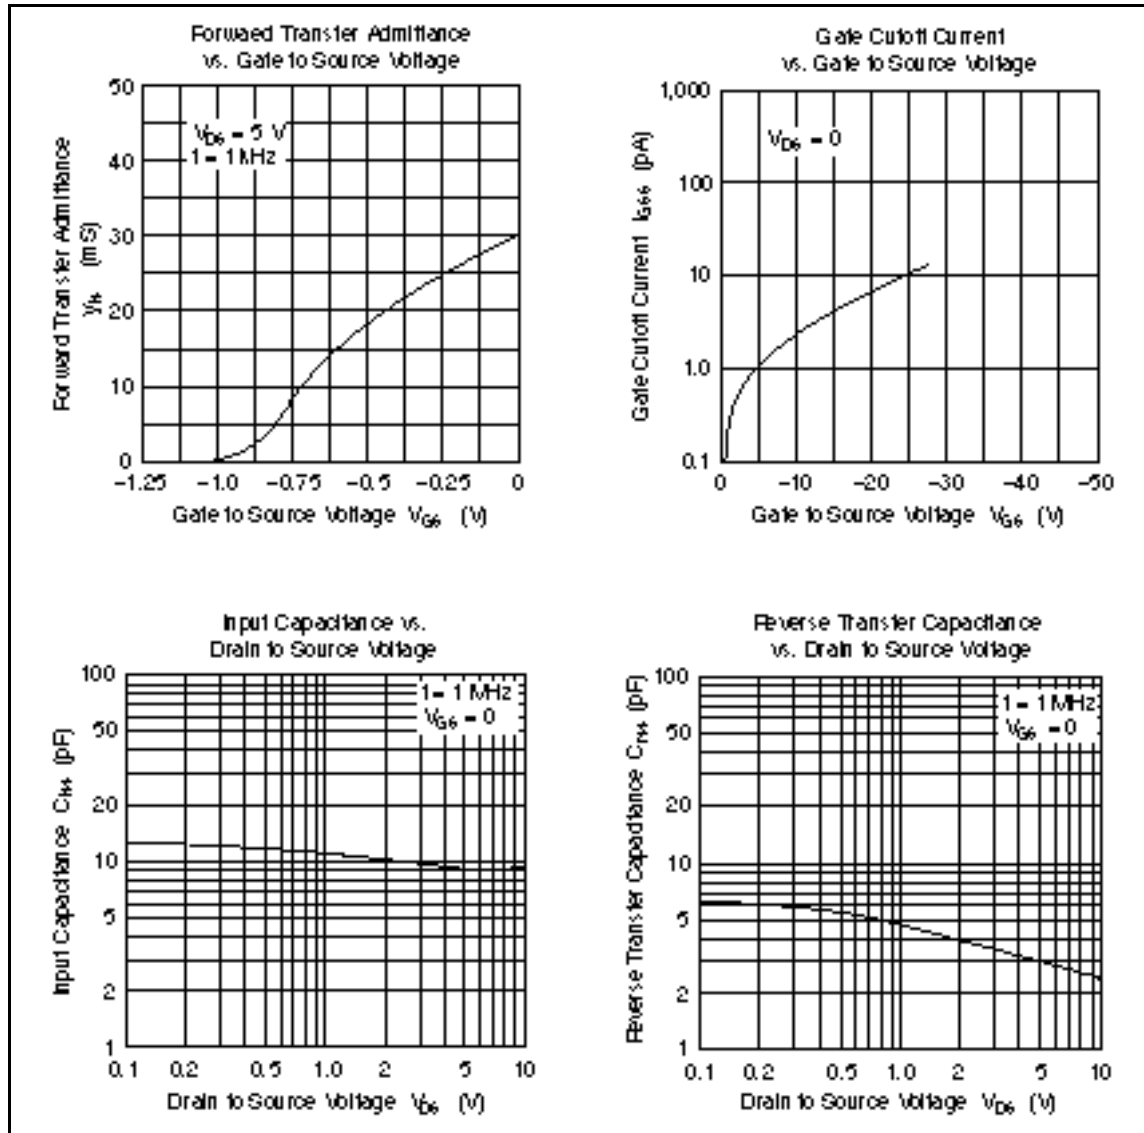 Forwaed Transfer Admittance
vs. Gate to Source Voltage
50
40
30
20
10
0
V_DS = 5 V
f = 1 MHz
Forward Transfer Admittance
y_fs (mS)
−1.25 −1.0 −0.75 −0.5 −0.25 0
Gate to Source Voltage V_GS (V)
Gate Cutoff Current
vs. Gate to Source Voltage
1,000
100
10
1.0
0.1
V_DS = 0
Gate Cutoff Current I_GSS (pA)
0 −10 −20 −30 −40 −50
Gate to Source Voltage V_GS (V)
Input Capacitance vs.
Drain to Source Voltage
100
50
20
10
5
2
1
f = 1 MHz
V_GS = 0
Input Capacitance C_iss (pF)
0.1 0.2 0.5 1.0 2 5 10
Drain to Source Voltage V_DS (V)
Reverse Transfer Capacitance
vs. Drain to Source Voltage
100
50
20
10
5
2
1
f = 1 MHz
V_GS = 0
Reverse Transfer Capacitance C_rss (pF)
0.1 0.2 0.5 1.0 2 5 10
Drain to Source Voltage V_DS (V)